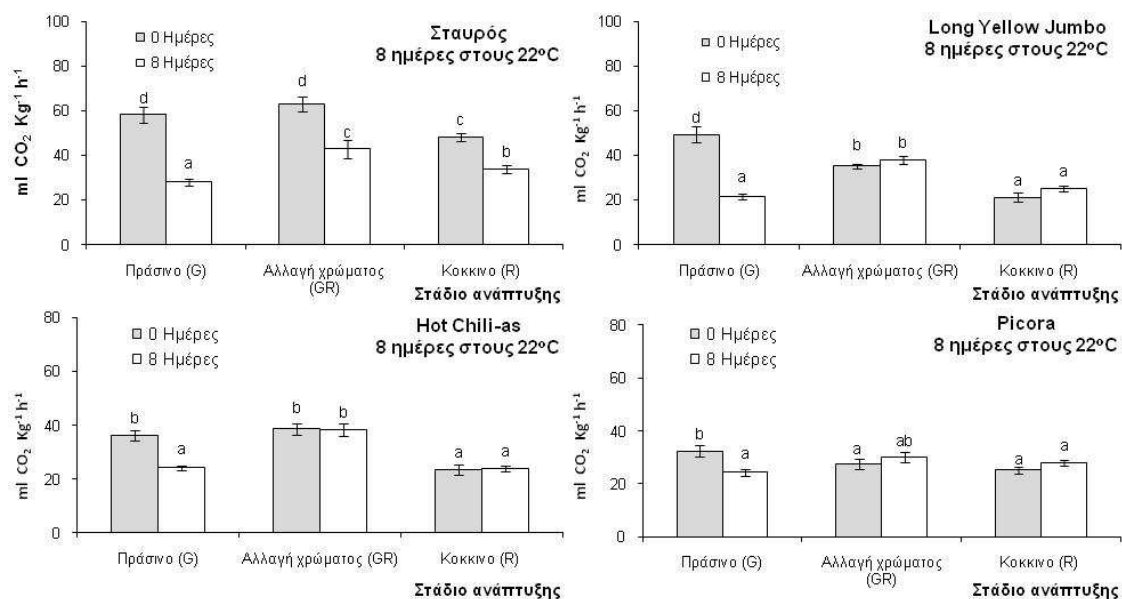 Σταυρός
8 ημέρες στους 22°C
0 Ημέρες
8 Ημέρες
ml CO₂ Kg⁻¹ h⁻¹
100
80
60
40
20
0
d
a
d
c
c
b
Πράσινο (G)
Αλλαγή χρώματος
(GR)
Κοκκινο (R)
Στάδιο ανάπτυξης
Long Yellow Jumbo
8 ημέρες στους 22°C
0 Ημέρες
8 Ημέρες
ml CO₂ Kg⁻¹ h⁻¹
100
80
60
40
20
0
d
a
b
b
a
a
Πράσινο (G)
Αλλαγή χρώματος (GR)
Κοκκινο (R)
Στάδιο ανάπτυξης
Hot Chili-as
8 ημέρες στους 22°C
0 Ημέρες
8 Ημέρες
ml CO₂ Kg⁻¹ h⁻¹
80
60
40
20
0
b
a
b
b
a
a
Πράσινο (G)
Αλλαγή χρώματος (GR)
Κοκκινο (R)
Στάδιο ανάπτυξης
Picora
8 ημέρες στους 22°C
0 Ημέρες
8 Ημέρες
ml CO₂ Kg⁻¹ h⁻¹
80
60
40
20
0
b
a
a
ab
a
a
Πράσινο (G)
Αλλαγή χρώματος
(GR)
Κοκκινο (R)
Στάδιο ανάπτυξης